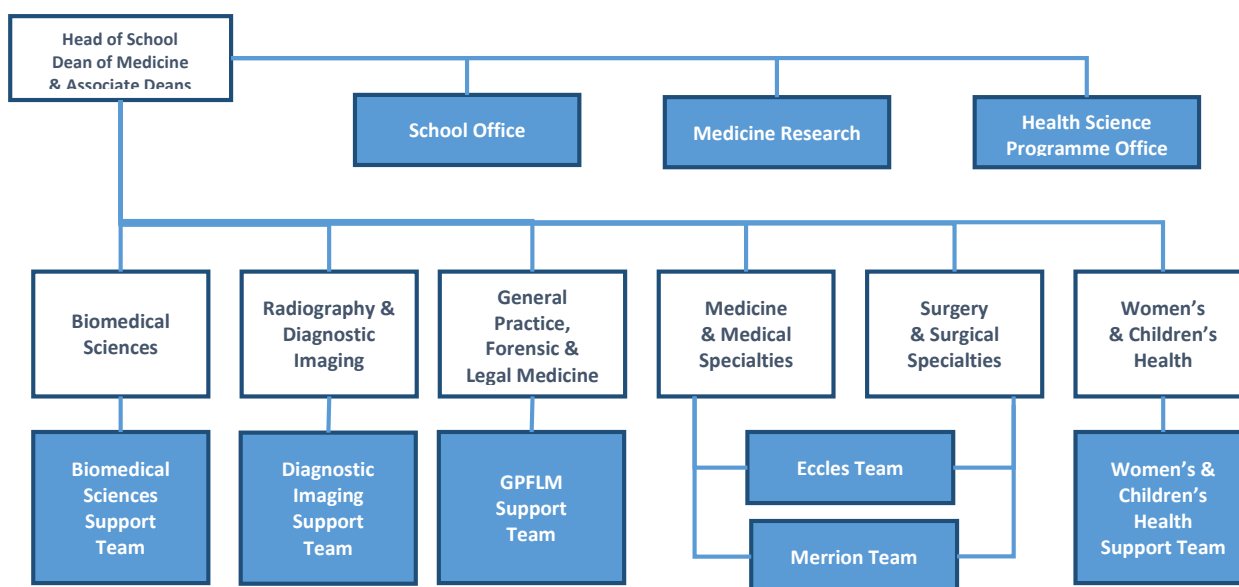 Head of School
Dean of Medicine
& Associate Deans
School Office
Medicine Research
Health Science
Programme Office
Biomedical
Sciences
Radiography &
Diagnostic
Imaging
General
Practice,
Forensic &
Legal Medicine
Medicine
& Medical
Specialties
Surgery
& Surgical
Specialties
Women's
& Children's
Health
Biomedical
Sciences
Support
Team
Diagnostic
Imaging
Support
Team
GPFLM
Support
Team
Eccles Team
Merrion Team
Women's &
Children's
Health
Support Team